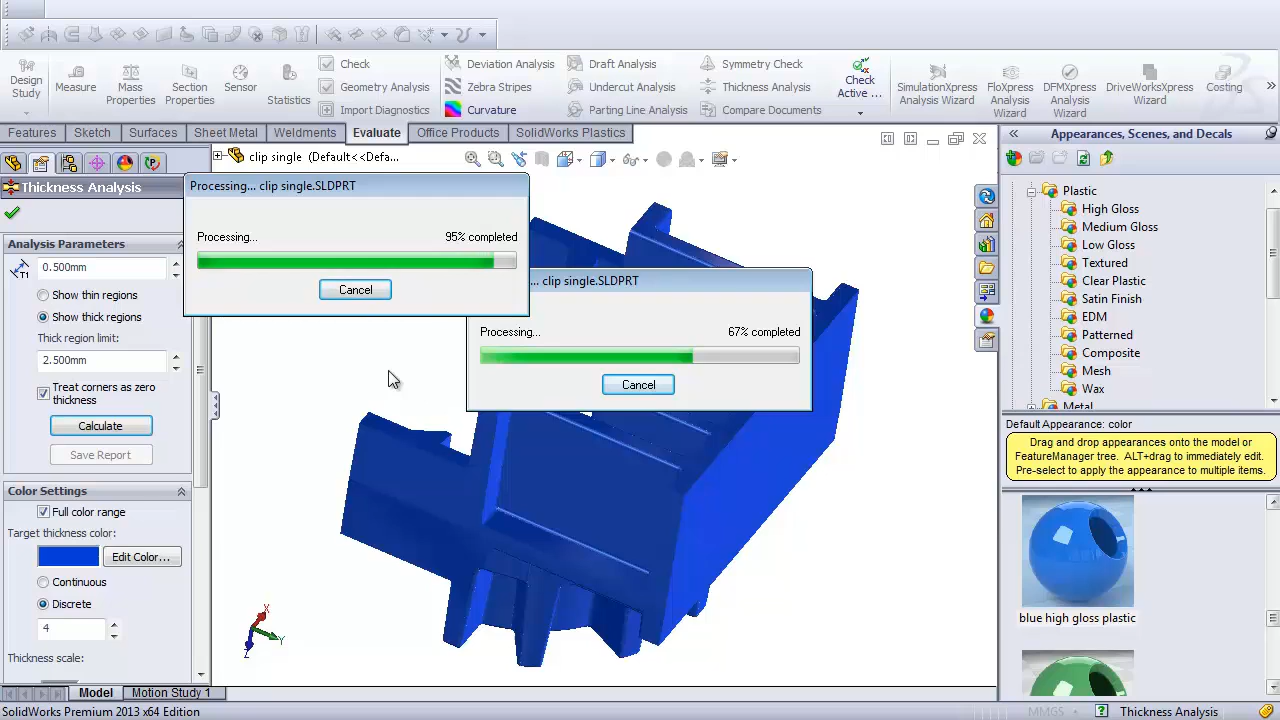 Design
Study
Measure
Mass
Properties
Section
Properties
Sensor
Statistics
Check
Geometry Analysis
Import Diagnostics
Deviation Analysis
Zebra Stripes
Curvature
Draft Analysis
Undercut Analysis
Parting Line Analysis
Symmetry Check
Thickness Analysis
Compare Documents
Check
Active ...
SimulationXpress
Analysis Wizard
FloXpress
Analysis
Wizard
DFMXpress
Analysis
Wizard
DriveWorksXpress
Wizard
Costing
Features
Sketch
Surfaces
Sheet Metal
Weldments
Evaluate
Office Products
SolidWorks Plastics
Thickness Analysis
Analysis Parameters
T1
0.500mm
Show thin regions
Show thick regions
Thick region limit:
2.500mm
Treat corners as zero
thickness
Calculate
Save Report
Color Settings
Full color range
Target thickness color:
Edit Color...
Continuous
Discrete
4
Thickness scale:
clip single (Default<<Defa...
Processing... clip single.SLDPRT
Processing...
95% completed
Cancel
... clip single.SLDPRT
Processing...
67% completed
Cancel
X
Y
Z
Appearances, Scenes, and Decals
Plastic
High Gloss
Medium Gloss
Low Gloss
Textured
Clear Plastic
Satin Finish
EDM
Patterned
Composite
Mesh
Wax
Metal
Default Appearance: color
Drag and drop appearances onto the model or
FeatureManager tree. ALT+drag to immediately edit.
Pre-select to apply the appearance to multiple items.
blue high gloss plastic
Model
Motion Study 1
SolidWorks Premium 2013 x64 Edition
MMGS
Thickness Analysis